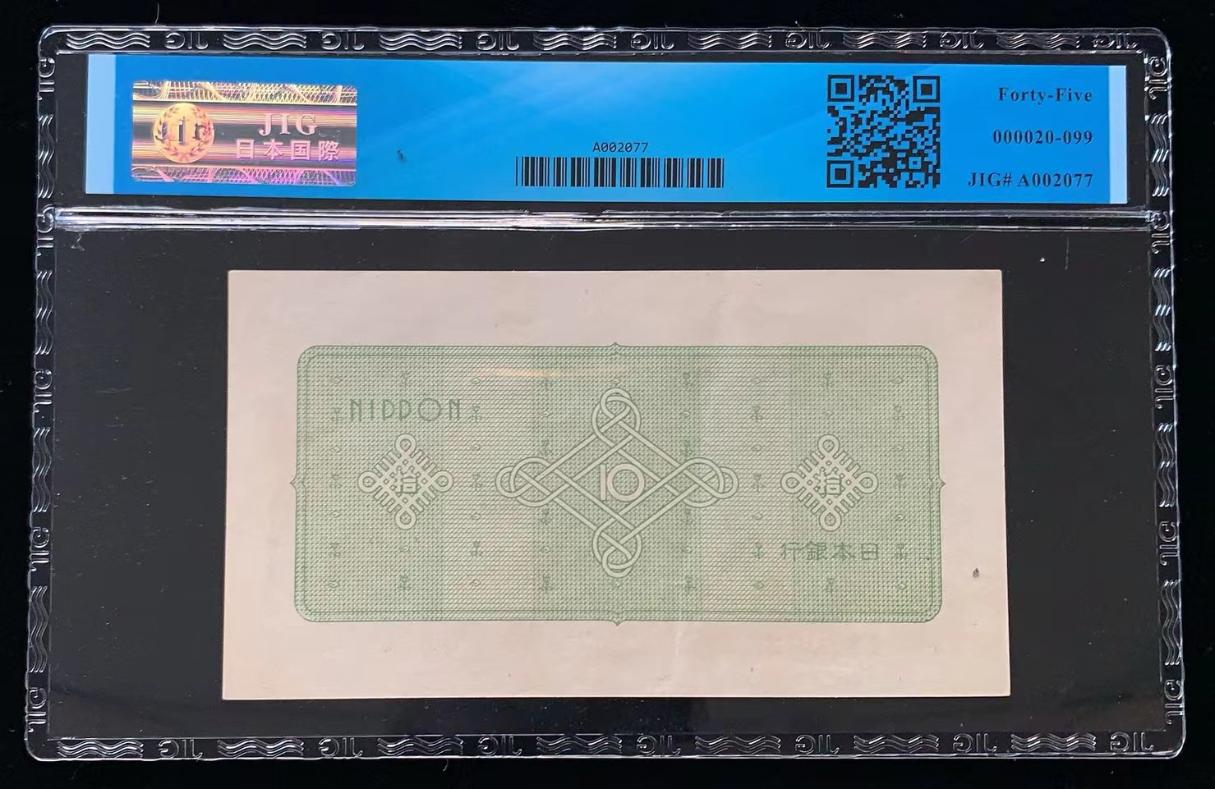 JIG
日本国際
A002077
Forty-Five
000020-099
JIG# A002077
NIPPON
拾
10
拾
日本銀行